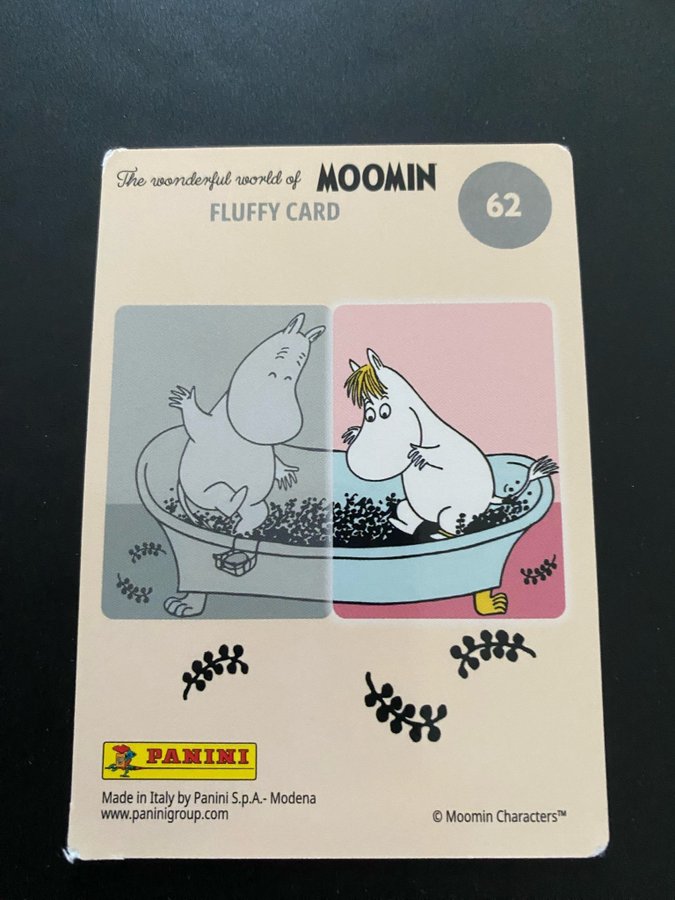 The wonderful world of MOOMIN
62
FLUFFY CARD
PANINI
Made in Italy by Panini S.p.A.- Modena
www.paninigroup.com
© Moomin Characters™